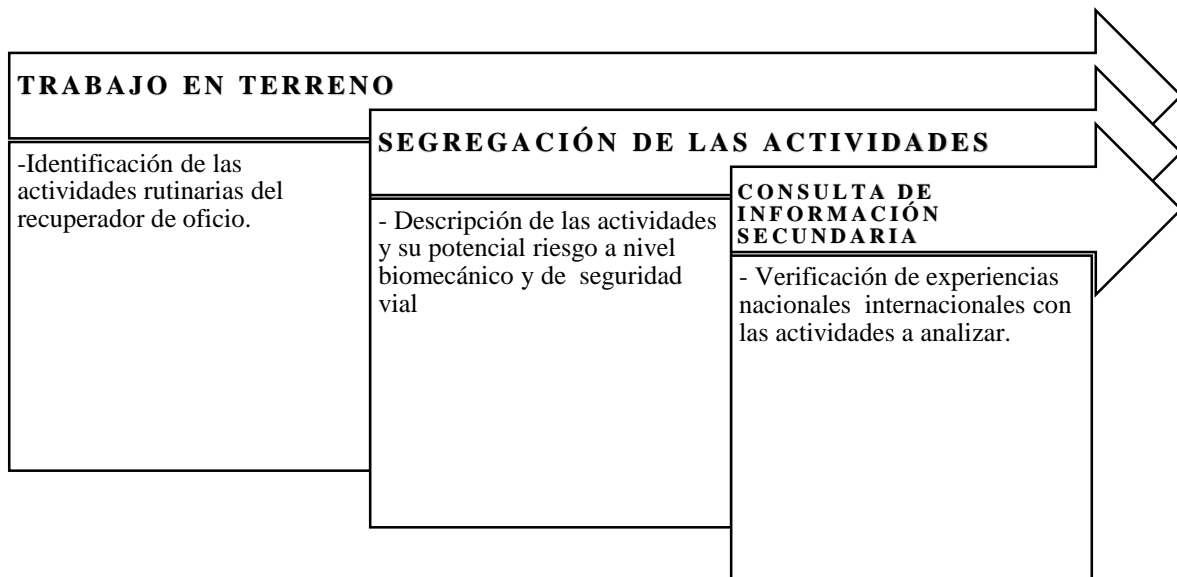 TRABAJO EN TERRENO
-Identificación de las
actividades rutinarias del
recuperador de oficio.
SEGREGACIÓN DE LAS ACTIVIDADES
- Descripción de las actividades
y su potencial riesgo a nivel
biomecánico y de seguridad
vial
CONSULTA DE
INFORMACIÓN
SECUNDARIA
- Verificación de experiencias
nacionales internacionales con
las actividades a analizar.